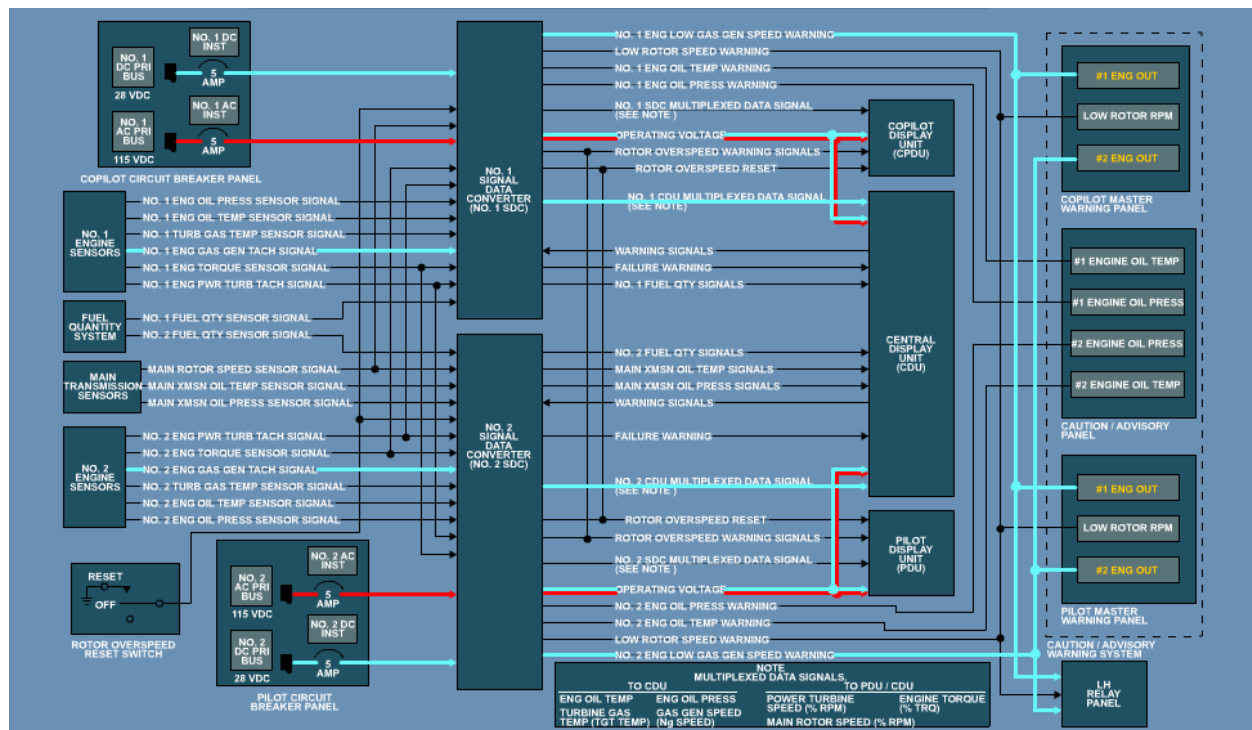 NO. 1
DC PRI
BUS
28 VDC
NO. 1 DC
INST
5
AMP
NO. 1
AC PRI
BUS
115 VDC
NO. 1 AC
INST
5
AMP
COPILOT CIRCUIT BREAKER PANEL
NO. 1
ENGINE
SENSORS
NO. 1 ENG OIL PRESS SENSOR SIGNAL
NO. 1 ENG OIL TEMP SENSOR SIGNAL
NO. 1 TURB GAS TEMP SENSOR SIGNAL
NO. 1 ENG GAS GEN TACH SIGNAL
NO. 1 ENG TORQUE SENSOR SIGNAL
NO. 1 ENG PWR TURB TACH SIGNAL
FUEL
QUANTITY
SYSTEM
NO. 1 FUEL QTY SENSOR SIGNAL
NO. 2 FUEL QTY SENSOR SIGNAL
MAIN
TRANSMISSION
SENSORS
MAIN ROTOR SPEED SENSOR SIGNAL
MAIN XMSN OIL TEMP SENSOR SIGNAL
MAIN XMSN OIL PRESS SENSOR SIGNAL
NO. 2
ENGINE
SENSORS
NO. 2 ENG PWR TURB TACH SIGNAL
NO. 2 ENG TORQUE SENSOR SIGNAL
NO. 2 ENG GAS GEN TACH SIGNAL
NO. 2 TURB GAS TEMP SENSOR SIGNAL
NO. 2 ENG OIL TEMP SENSOR SIGNAL
NO. 2 ENG OIL PRESS SENSOR SIGNAL
RESET
OFF
ROTOR OVERSPEED
RESET SWITCH
NO. 2
AC PRI
BUS
115 VDC
NO. 2 AC
INST
5
AMP
NO. 2
DC PRI
BUS
28 VDC
NO. 2 DC
INST
5
AMP
PILOT CIRCUIT
BREAKER PANEL
NO. 1
SIGNAL
DATA
CONVERTER
(NO. 1 SDC)
NO. 2
SIGNAL
DATA
CONVERTER
(NO. 2 SDC)
NO. 1 ENG LOW GAS GEN SPEED WARNING
LOW ROTOR SPEED WARNING
NO. 1 ENG OIL TEMP WARNING
NO. 1 ENG OIL PRESS WARNING
NO. 1 SDC MULTIPLEXED DATA SIGNAL
(SEE NOTE )
OPERATING VOLTAGE
ROTOR OVERSPEED WARNING SIGNALS
ROTOR OVERSPEED RESET
NO. 1 CDU MULTIPLEXED DATA SIGNAL
(SEE NOTE)
WARNING SIGNALS
FAILURE WARNING
NO. 1 FUEL QTY SIGNALS
NO. 2 FUEL QTY SIGNALS
MAIN XMSN OIL TEMP SIGNALS
MAIN XMSN OIL PRESS SIGNALS
WARNING SIGNALS
FAILURE WARNING
NO. 2 CDU MULTIPLEXED DATA SIGNAL
(SEE NOTE )
ROTOR OVERSPEED RESET
ROTOR OVERSPEED WARNING SIGNALS
NO. 2 SDC MULTIPLEXED DATA SIGNAL
(SEE NOTE )
OPERATING VOLTAGE
NO. 2 ENG OIL PRESS WARNING
NO. 2 ENG OIL TEMP WARNING
LOW ROTOR SPEED WARNING
NO. 2 ENG LOW GAS GEN SPEED WARNING
COPILOT
DISPLAY
UNIT
(CPDU)
CENTRAL
DISPLAY
UNIT
(CDU)
PILOT
DISPLAY
UNIT
(PDU)
#1 ENG OUT
LOW ROTOR RPM
#2 ENG OUT
COPILOT MASTER
WARNING PANEL
#1 ENGINE OIL TEMP
#1 ENGINE OIL PRESS
#2 ENGINE OIL PRESS
#2 ENGINE OIL TEMP
CAUTION / ADVISORY
PANEL
#1 ENG OUT
LOW ROTOR RPM
#2 ENG OUT
PILOT MASTER
WARNING PANEL
CAUTION / ADVISORY
WARNING SYSTEM
LH
RELAY
PANEL
NOTE
MULTIPLEXED DATA SIGNALS
TO CDU
ENG OIL TEMP ENG OIL PRESS
TURBINE GAS
TEMP (TGT TEMP)
GAS GEN SPEED
(Ng SPEED)
TO PDU / CDU
POWER TURBINE
SPEED (% RPM)
ENGINE TORQUE
(% TRQ)
MAIN ROTOR SPEED (% RPM)